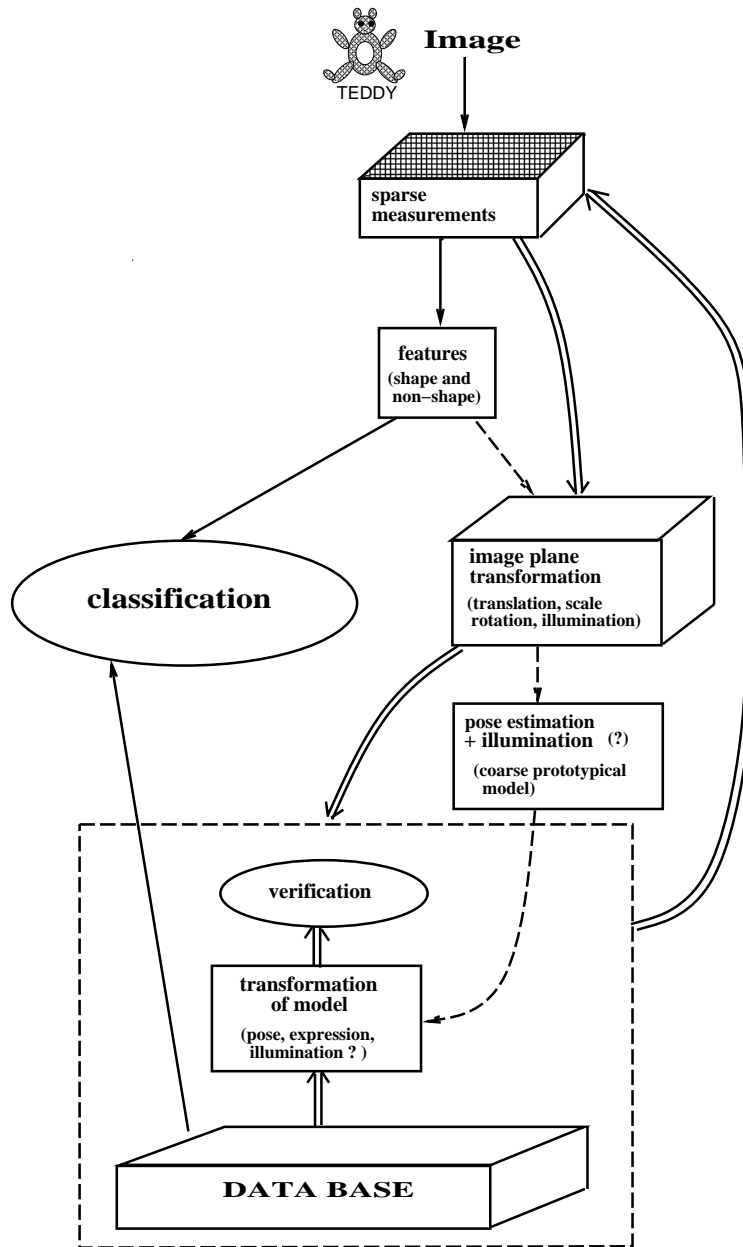 Image
TEDDY
sparse
measurements
features
(shape and
non−shape)
image plane
transformation
(translation, scale
rotation, illumination)
classification
pose estimation
+ illumination (?)
(coarse prototypical
model)
verification
transformation
of model
(pose, expression,
illumination ? )
DATA BASE